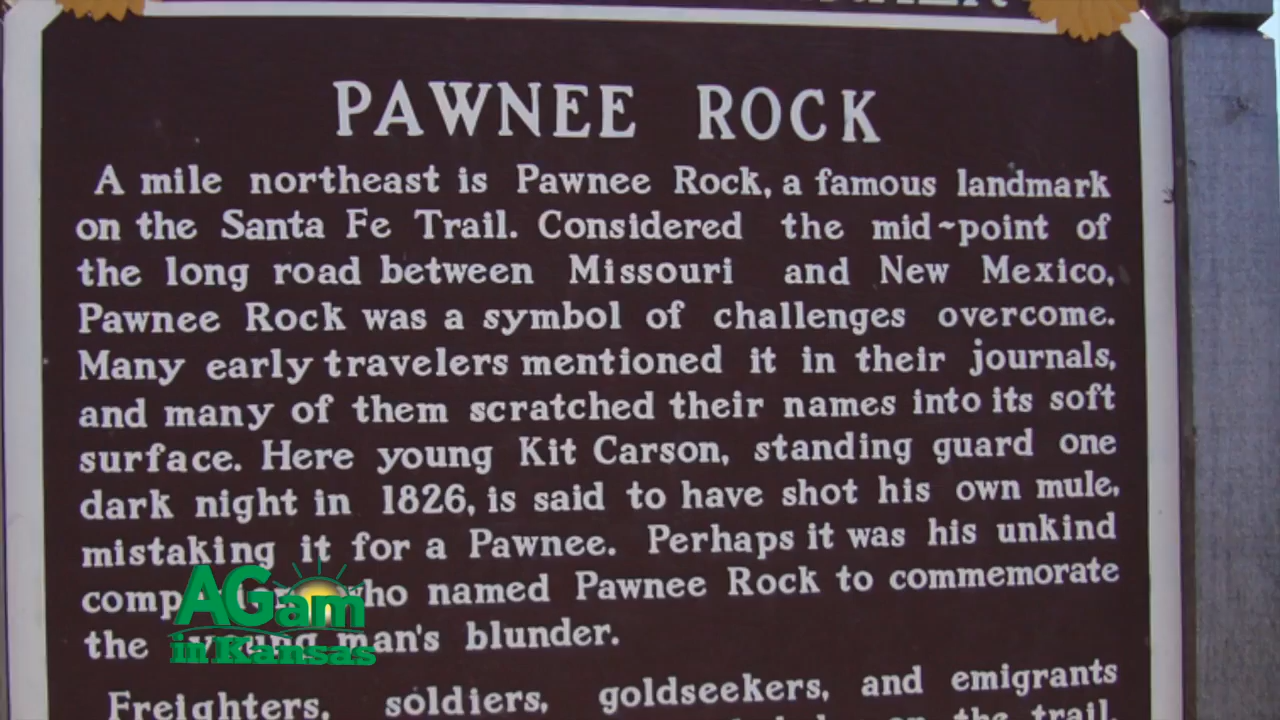 PAWNEE ROCK
A mile northeast is Pawnee Rock, a famous landmark
on the Santa Fe Trail. Considered the mid~point of
the long road between Missouri and New Mexico,
Pawnee Rock was a symbol of challenges overcome.
Many early travelers mentioned it in their journals,
and many of them scratched their names into its soft
surface. Here young Kit Carson, standing guard one
dark night in 1826, is said to have shot his own mule,
mistaking it for a Pawnee. Perhaps it was his unkind
who named Pawnee Rock to commemorate
the young man's blunder.
Freighters, soldiers, goldseekers, and emigrants
on the trail.
AGam
in Kansas